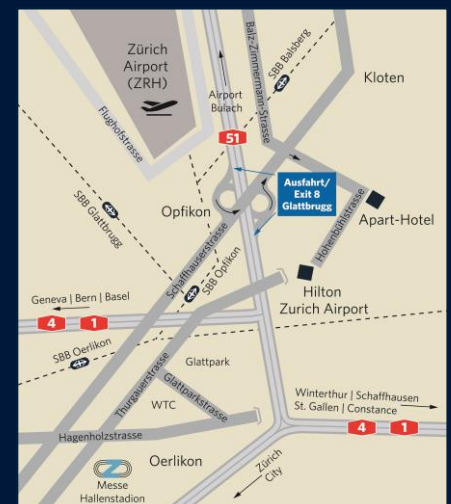 Zürich
Airport
(ZRH)
Flughofstrasse
Balz-Zimmermann-Strasse
SBB Balsberg
Kloten
Airport
Bulach
51
Ausfahrt/
Exit 8
Glattbrugg
Opfikon
Apart-Hotel
Hohenbühlstrasse
SBB Glattbrugg
Schaffhauserstrasse
SBB Opfikon
Hilton
Zurich Airport
Geneva | Bern | Basel
4 1
SBB Oerlikon
Thurgauerstrasse
Glattpark
Glattparkstrasse
WTC
Winterthur | Schaffhausen
St. Gallen | Constance
4 1
Hagenholzstrasse
Oerlikon
Zürich
City
Messe
Hallenstadion